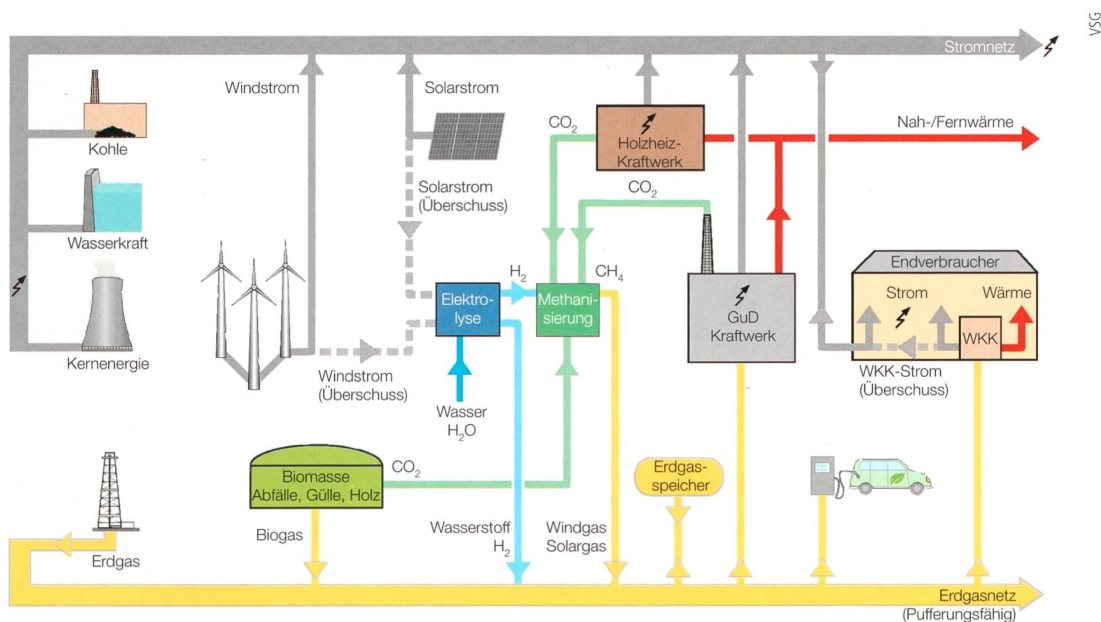 VSG
Stromnetz
Windstrom
Solarstrom
Kohle
CO2
Holzheiz-
Kraftwerk
Nah-/Fernwärme
Solarstrom
(Überschuss)
CO2
Wasserkraft
Endverbraucher
H2
CH4
Elektro-
lyse
Methani-
sierung
GuD
Kraftwerk
Strom
Wärme
WKK
Kernenergie
Windstrom
(Überschuss)
WKK-Strom
(Überschuss)
Wasser
H2O
Biomasse
Abfälle, Gülle, Holz
CO2
Erdgas-
speicher
Erdgas
Biogas
Wasserstoff
H2
Windgas
Solargas
Erdgasnetz
(Pufferungsfähig)